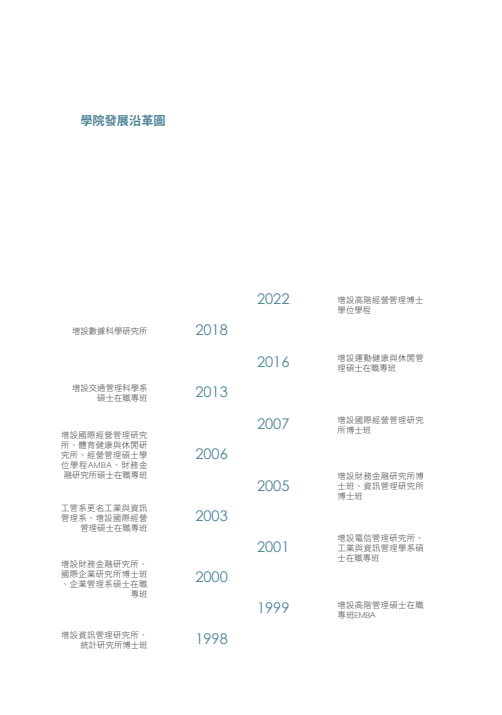 學院發展沿革圖
2022
增設高階經營管理博士
學位學程
增設數據科學研究所
2018
2016
增設運動健康與休閒管
理碩士在職專班
增設交通管理科學系
碩士在職專班
2013
2007
增設國際經營管理研究
所博士班
增設國際經營管理研究
所、體育健康與休閒研
究所、經營管理碩士學
位學程AMBA、財務金
融研究所碩士在職專班
2006
2005
增設財務金融研究所博
士班、資訊管理研究所
博士班
工管系更名工業與資訊
管理系、增設國際經營
管理碩士在職專班
2003
2001
增設電信管理研究所、
工業與資訊管理學系碩
士在職專班
增設財務金融研究所、
國際企業研究所博士班
、企業管理系碩士在職
專班
2000
1999
增設高階管理碩士在職
專班EMBA
增設資訊管理研究所、
統計研究所博士班
1998